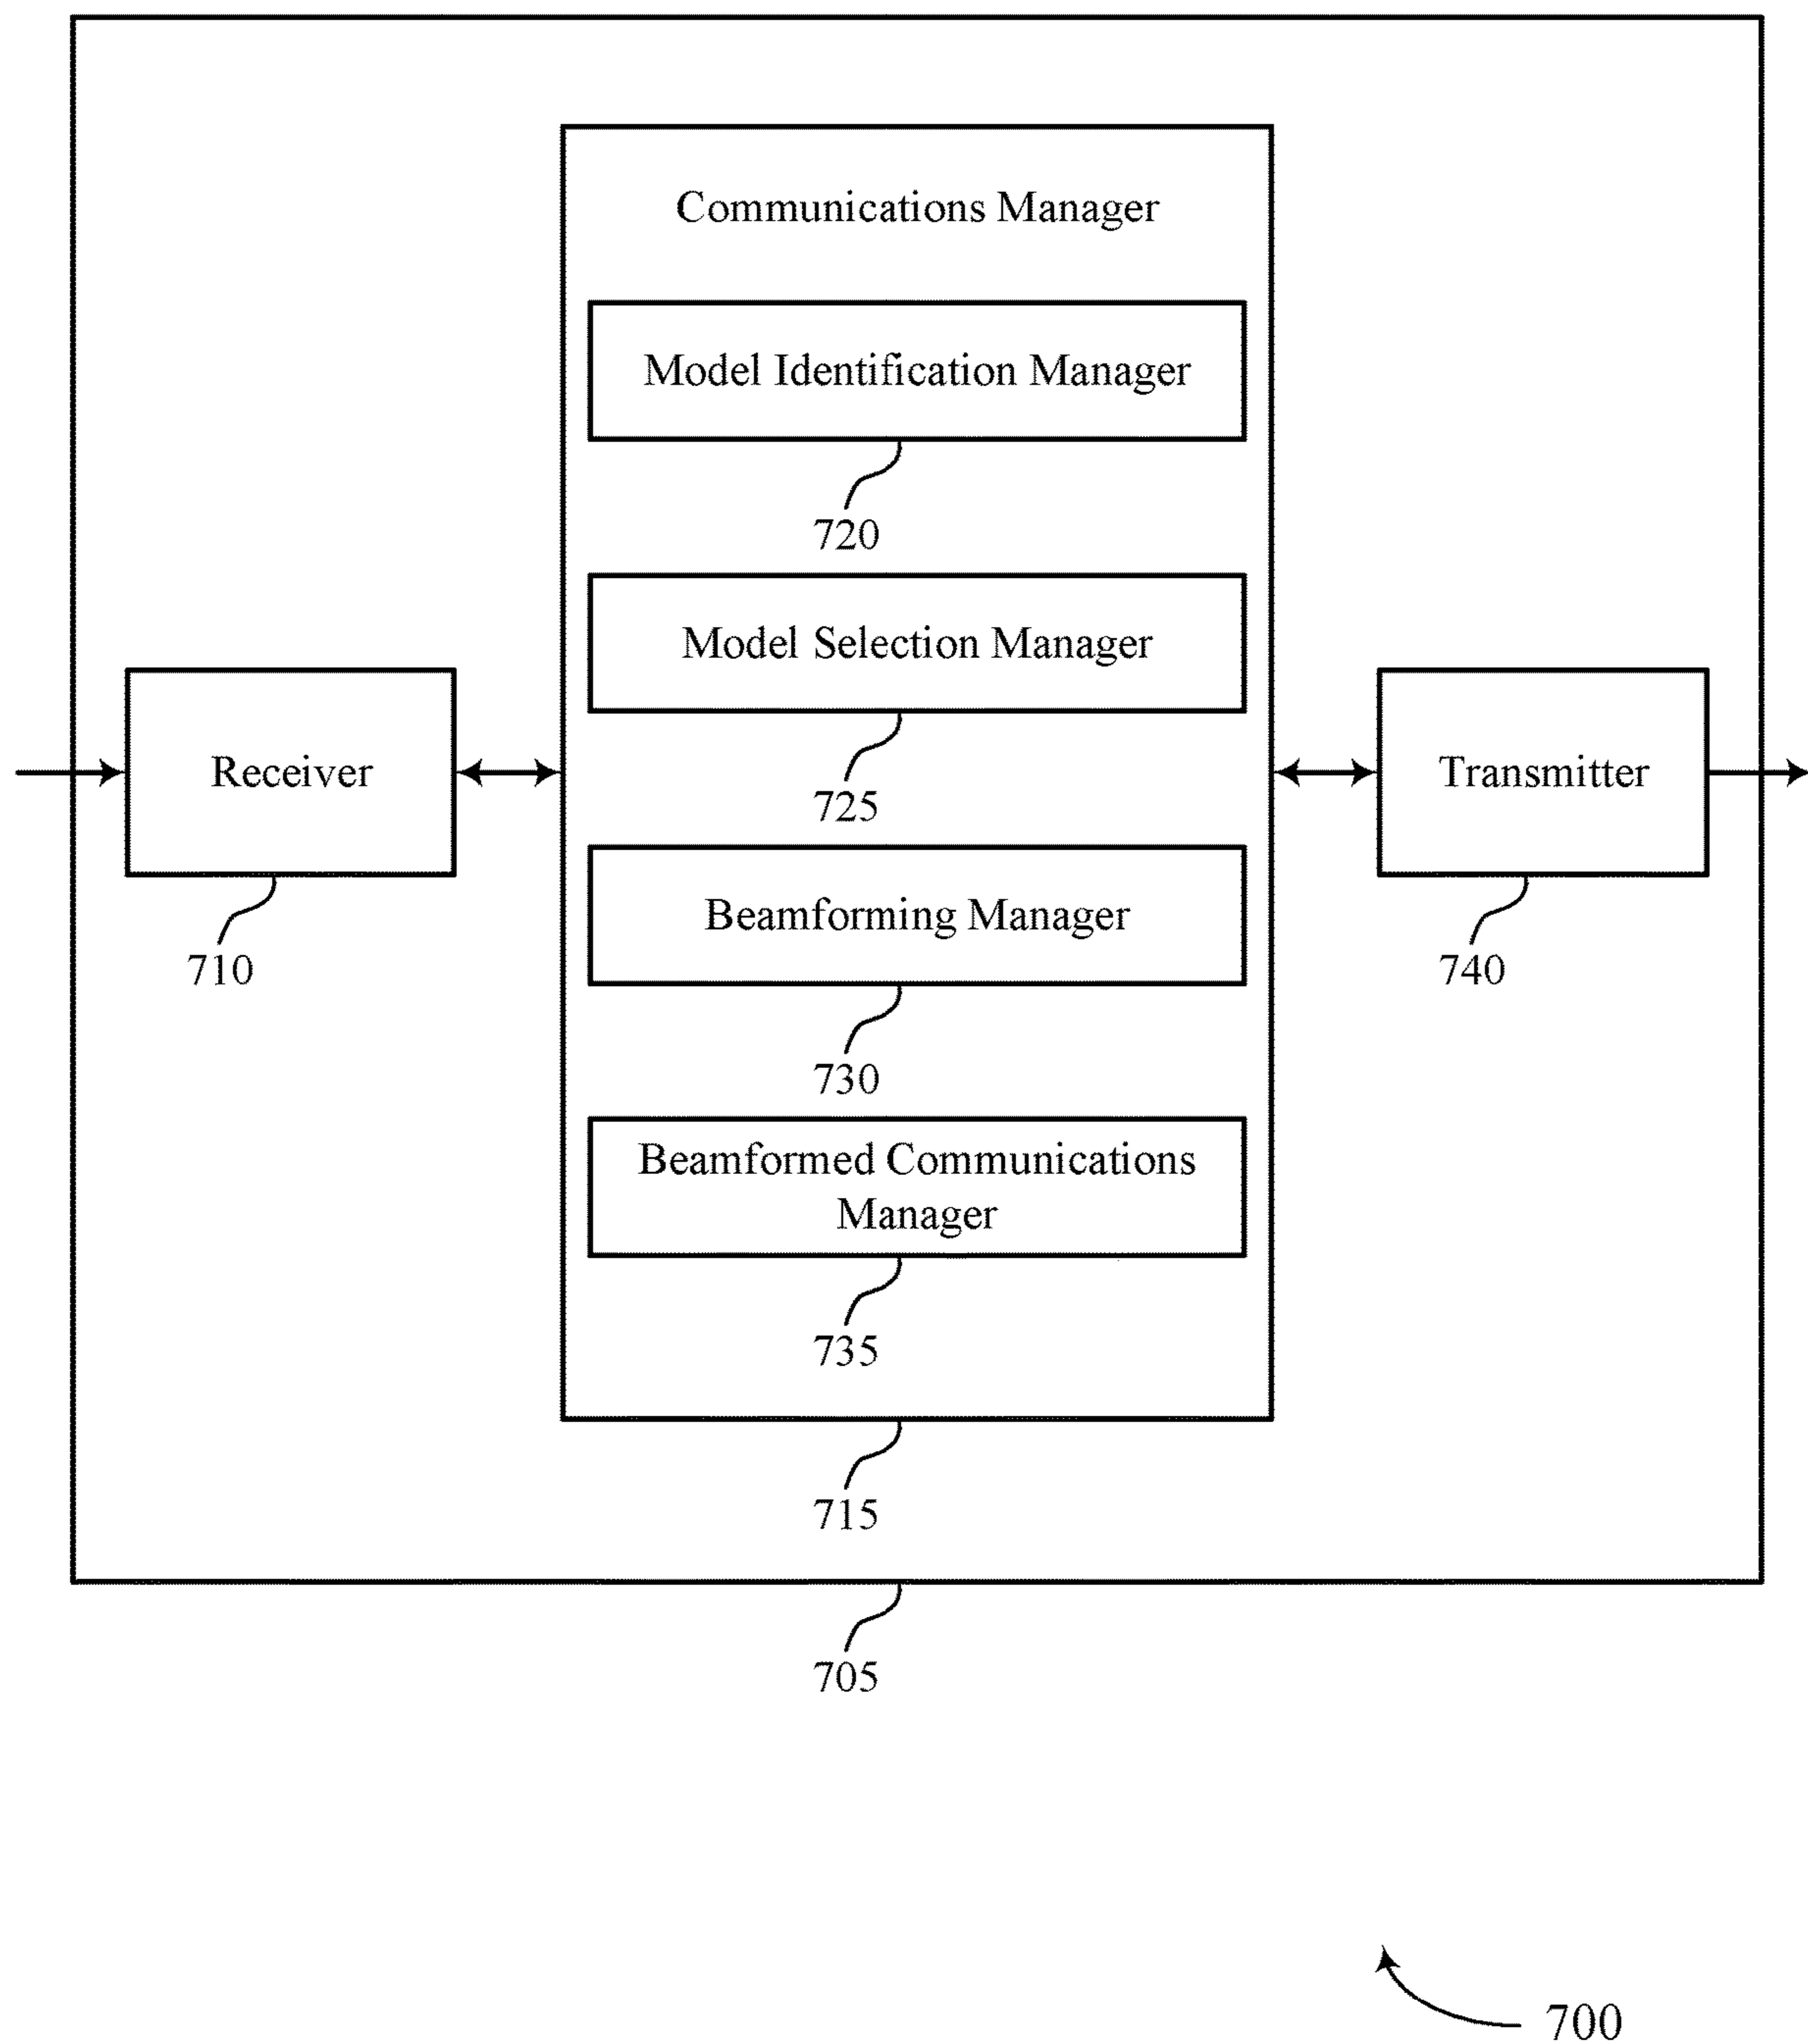 Communications Manager
Model Identification Manager
720
Model Selection Manager
725
Receiver
710
Beamforming Manager
730
Beamformed Communications
Manager
735
Transmitter
740
715
705
700